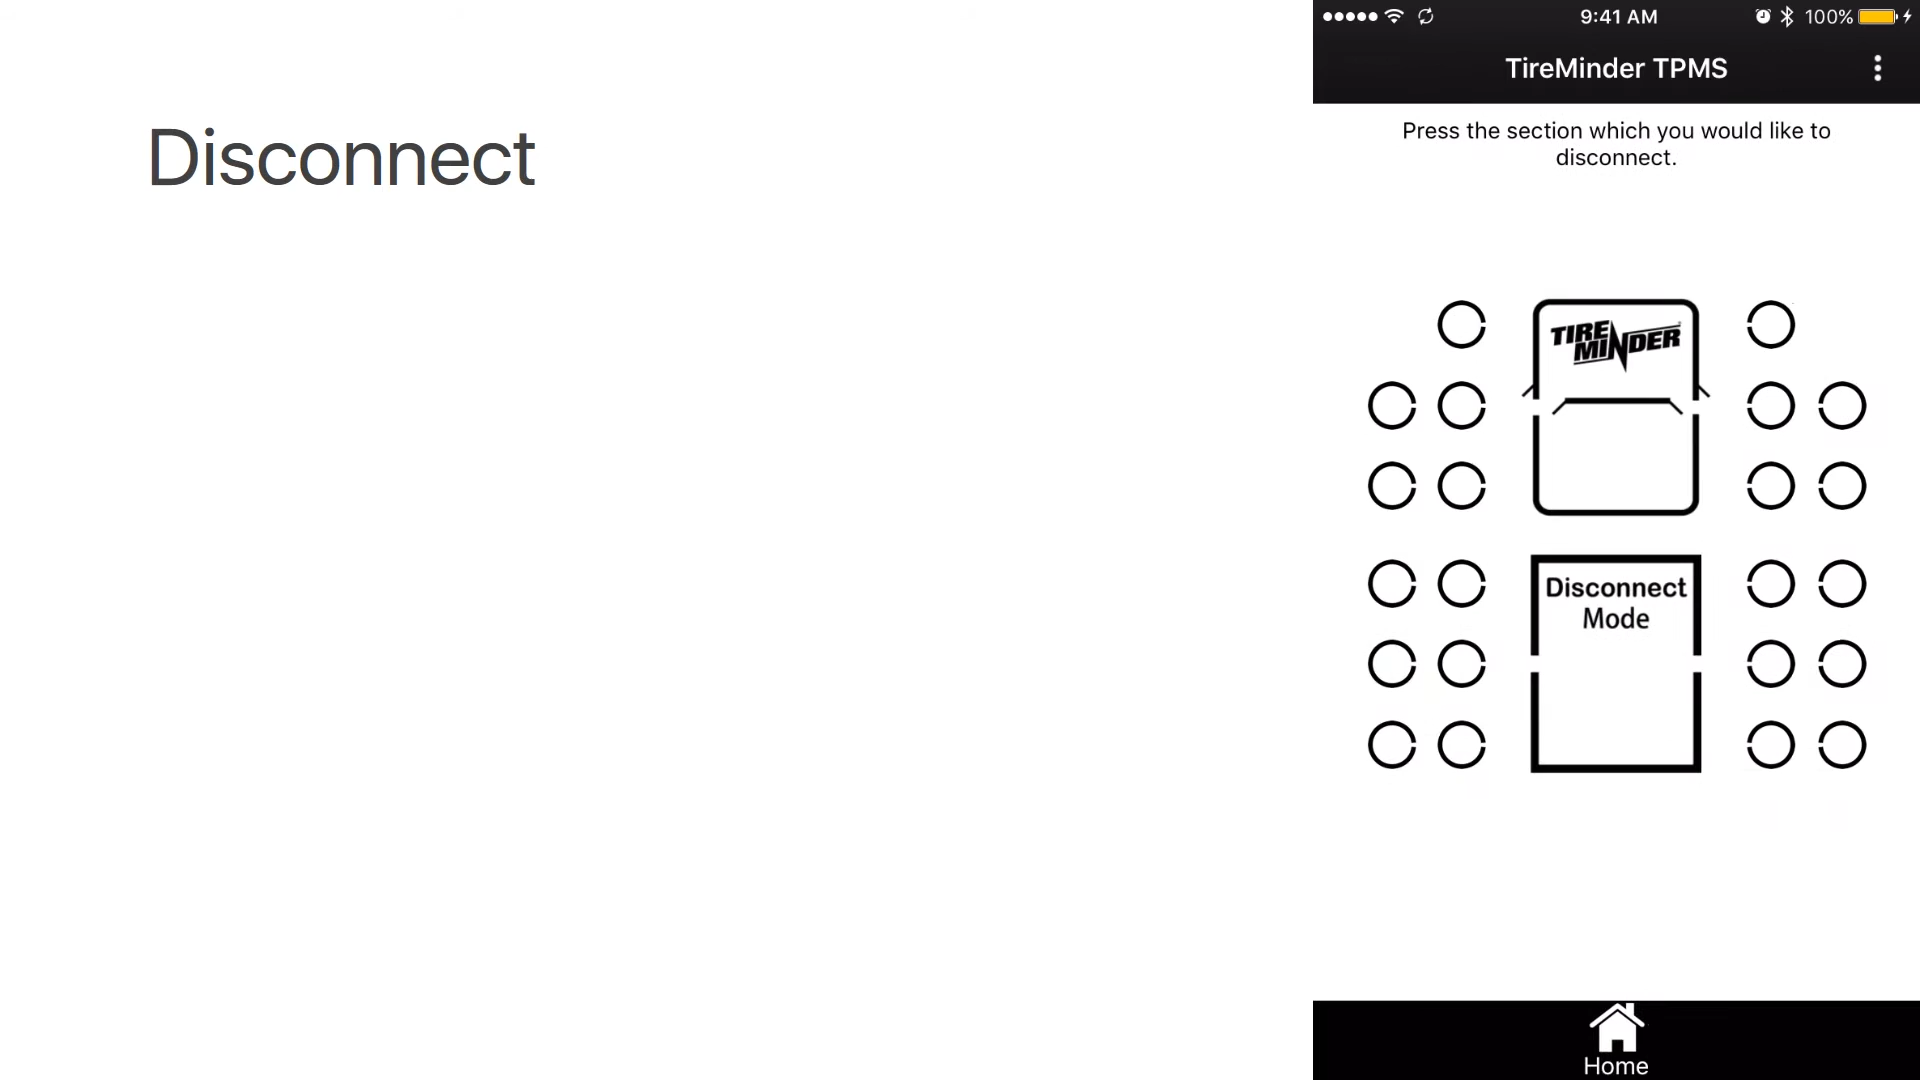 Disconnect
9:41 AM
100%
TireMinder TPMS
Press the section which you would like to
disconnect.
TIRE
MINDER
Disconnect
Mode
Home